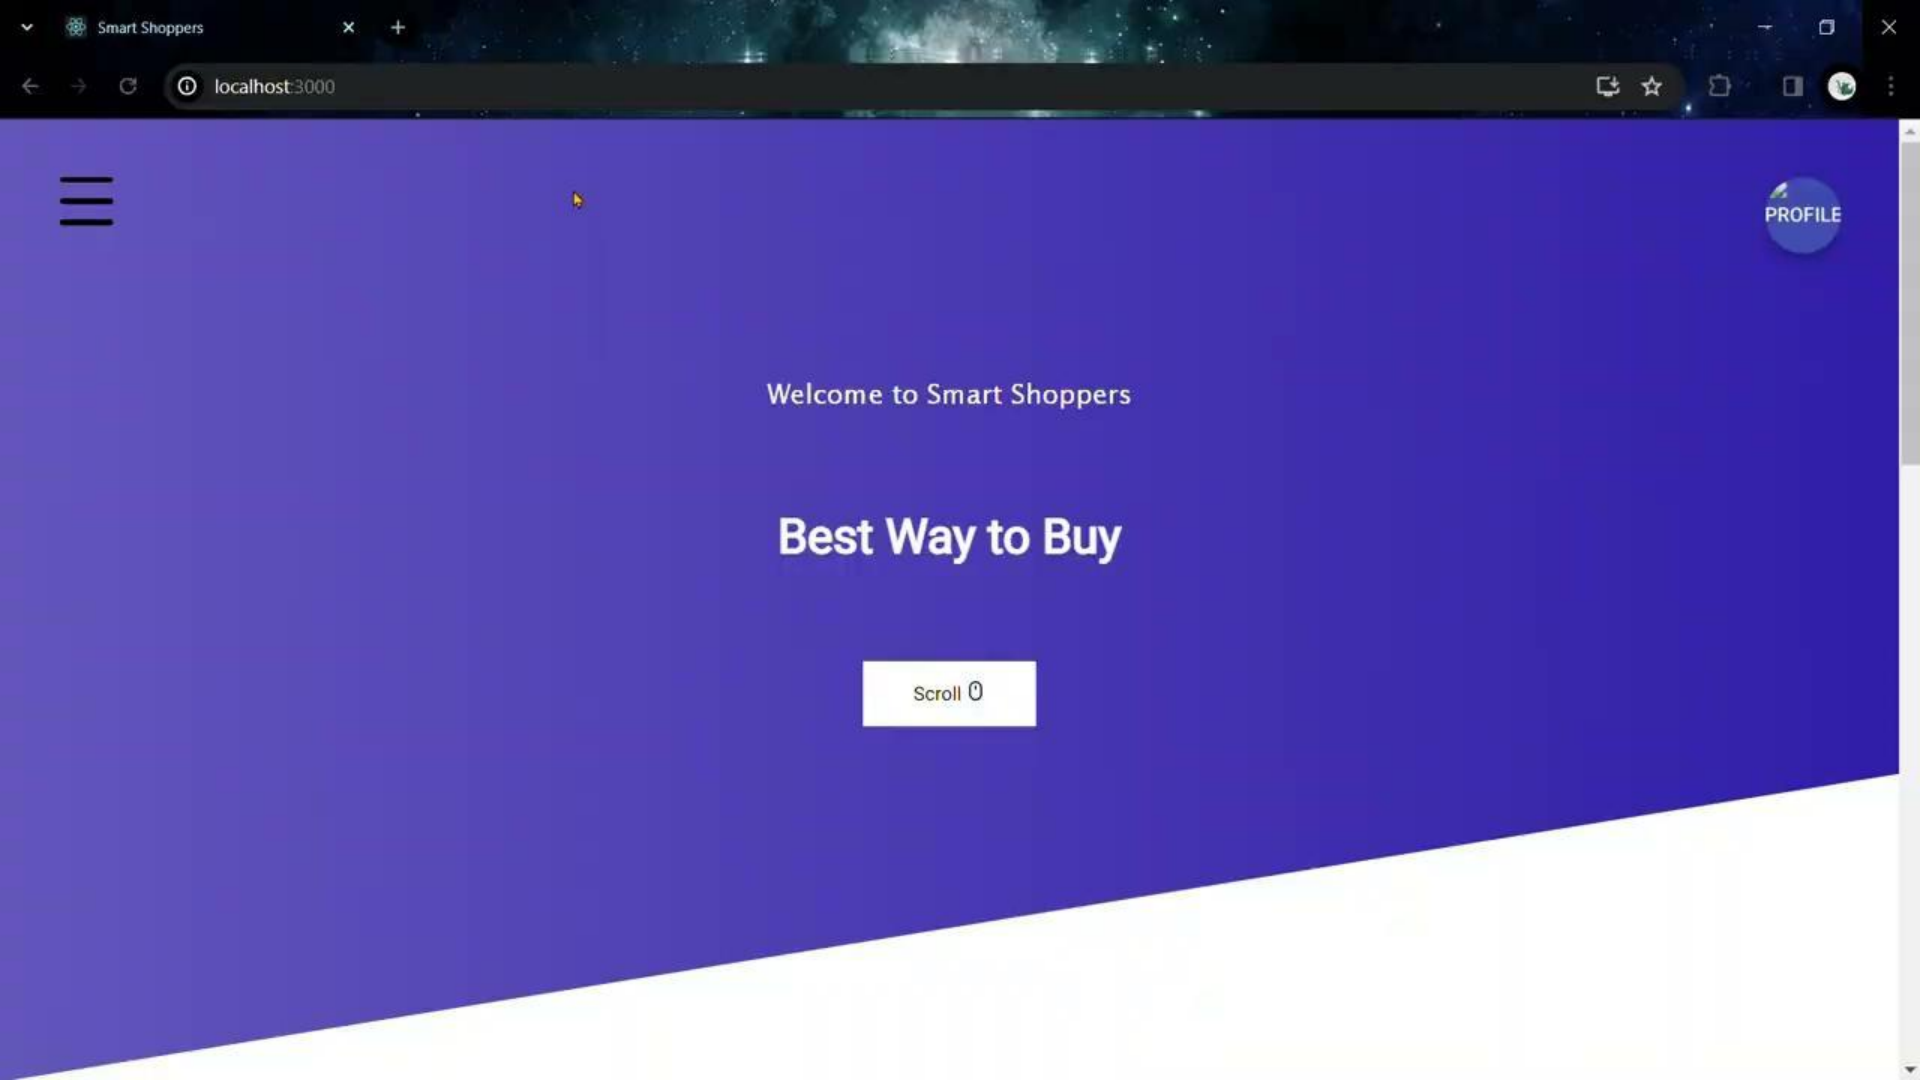 Smart Shoppers
localhost:3000
PROFILE
Welcome to Smart Shoppers
Best Way to Buy
Scroll